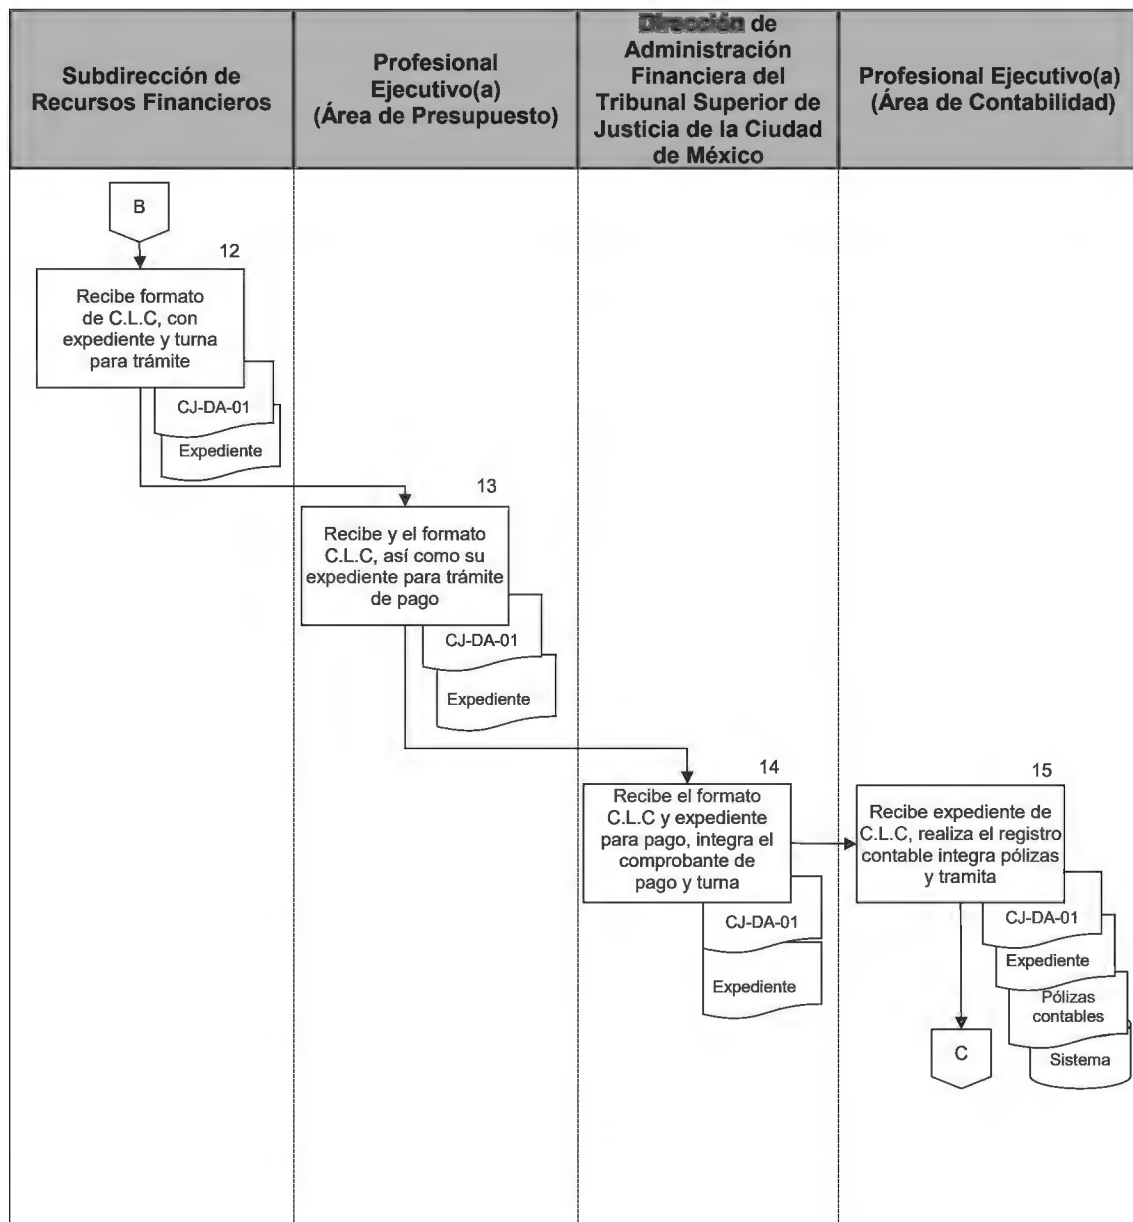 Subdirección de
Recursos Financieros
Profesional
Ejecutivo(a)
(Área de Presupuesto)
Dirección de
Administración
Financiera del
Tribunal Superior de
Justicia de la Ciudad
de México
Profesional Ejecutivo(a)
(Área de Contabilidad)
B
12
Recibe formato
de C.L.C, con
expediente y turna
para trámite
CJ-DA-01
Expediente
13
Recibe y el formato
C.L.C, así como su
expediente para trámite
de pago
CJ-DA-01
Expediente
14
Recibe el formato
C.L.C y expediente
para pago, integra el
comprobante de
pago y turna
CJ-DA-01
Expediente
15
Recibe expediente de
C.L.C, realiza el registro
contable integra pólizas
y tramita
CJ-DA-01
Expediente
Pólizas
contables
Sistema
C